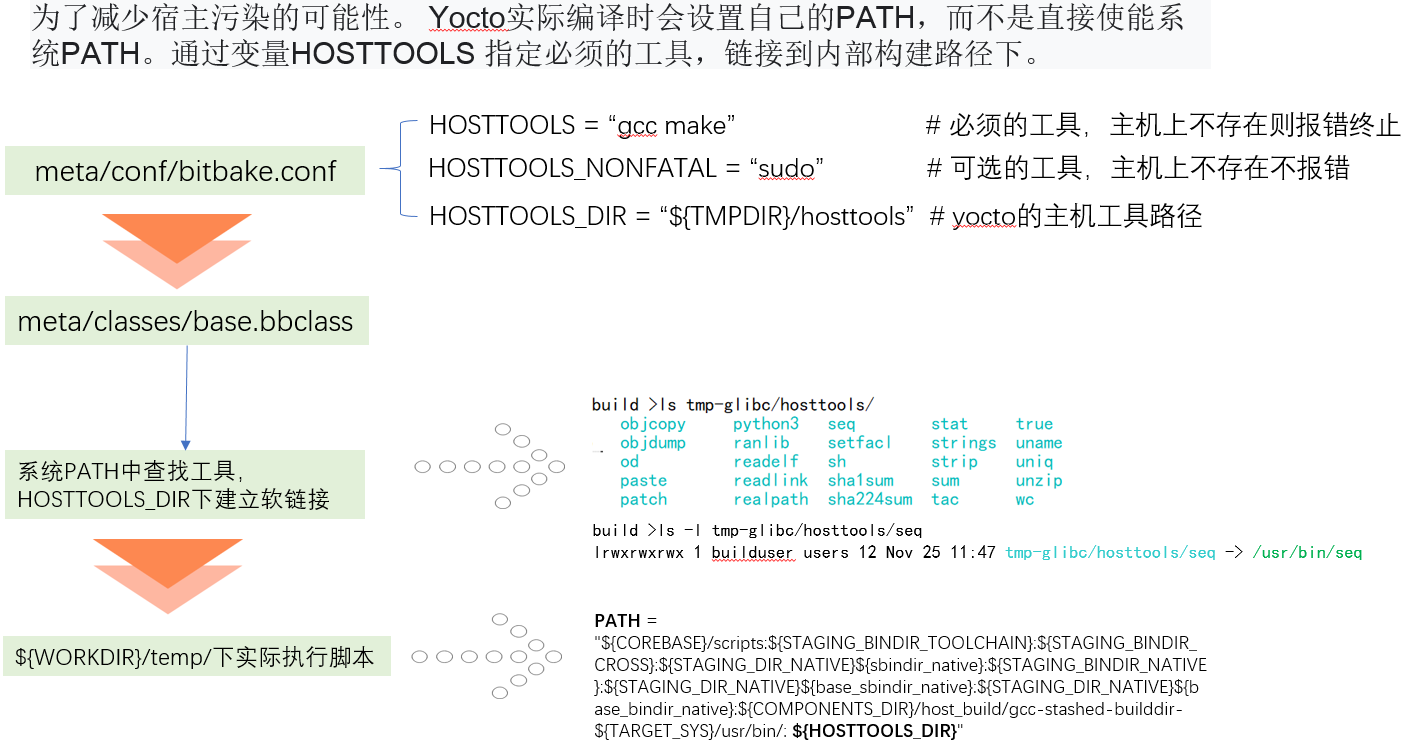 为了减少宿主污染的可能性。 Yocto实际编译时会设置自己的PATH，而不是直接使能系
统PATH。通过变量HOSTTOOLS 指定必须的工具，链接到内部构建路径下。
meta/conf/bitbake.conf
HOSTTOOLS = “gcc make” # 必须的工具，主机上不存在则报错终止
HOSTTOOLS_NONFATAL = “sudo” # 可选的工具，主机上不存在不报错
HOSTTOOLS_DIR = “${TMPDIR}/hosttools” # yocto的主机工具路径
meta/classes/base.bbclass
系统PATH中查找工具，
HOSTTOOLS_DIR下建立软链接
build >ls tmp-glibc/hosttools/
objcopy python3 seq stat true
objdump ranlib setfacl strings uname
od readelf sh strip uniq
paste readlink sha1sum sum unzip
patch realpath sha224sum tac wc
build >ls -l tmp-glibc/hosttools/seq
lrwxrwxrwx 1 builduser users 12 Nov 25 11:47 tmp-glibc/hosttools/seq -> /usr/bin/seq
${WORKDIR}/temp/下实际执行脚本
PATH =
"${COREBASE}/scripts:${STAGING_BINDIR_TOOLCHAIN}:${STAGING_BINDIR_
CROSS}:${STAGING_DIR_NATIVE}${sbindir_native}:${STAGING_BINDIR_NATIVE
}:${STAGING_DIR_NATIVE}${base_sbindir_native}:${STAGING_DIR_NATIVE}${b
ase_bindir_native}:${COMPONENTS_DIR}/host_build/gcc-stashed-builddir-
${TARGET_SYS}/usr/bin/: ${HOSTTOOLS_DIR}"